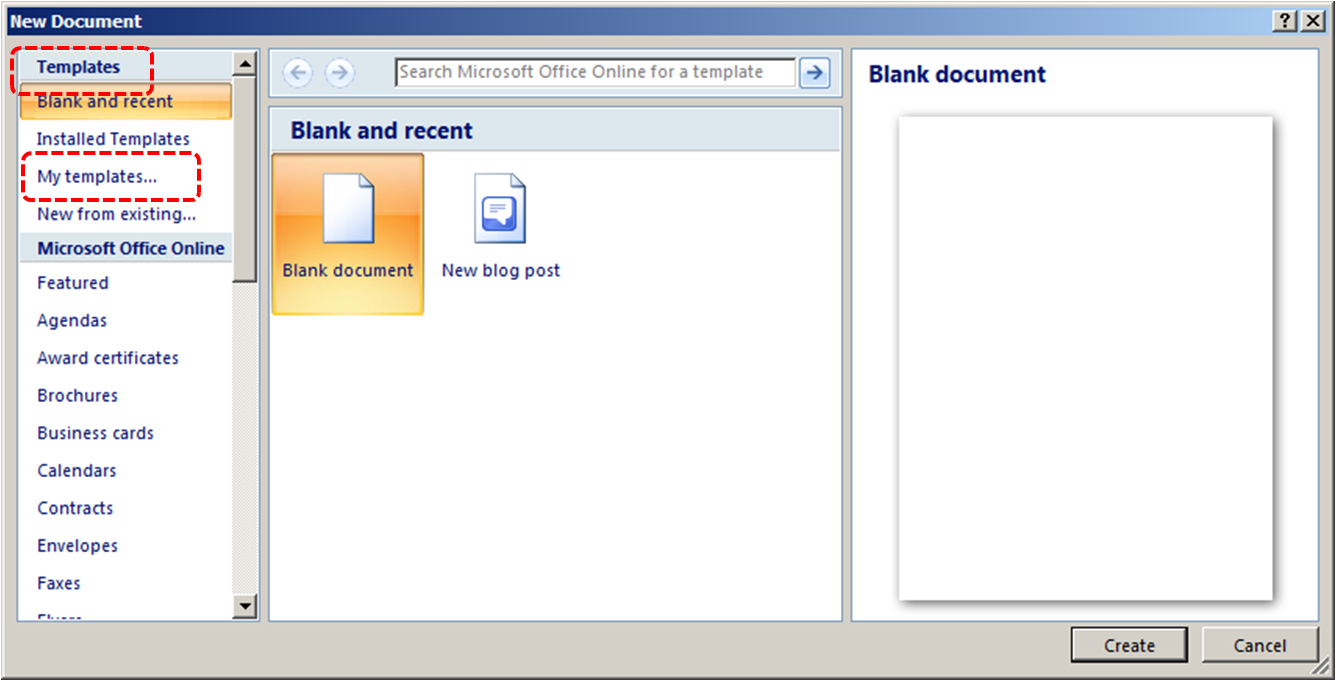 New Document
Templates
Blank and recent
Installed Templates
My templates...
New from existing...
Microsoft Office Online
Featured
Agendas
Award certificates
Brochures
Business cards
Calendars
Contracts
Envelopes
Faxes
Search Microsoft Office Online for a template
Blank and recent
Blank document
New blog post
Blank document
Create
Cancel